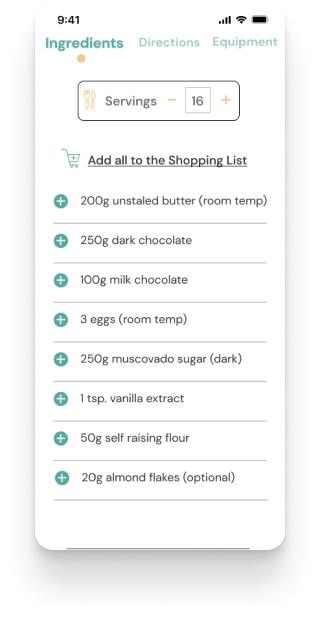 9:41
Ingredients Directions Equipment
Servings − 16 +
Add all to the Shopping List
200g unstaled butter (room temp)
250g dark chocolate
100g milk chocolate
3 eggs (room temp)
250g muscovado sugar (dark)
1 tsp. vanilla extract
50g self raising flour
20g almond flakes (optional)